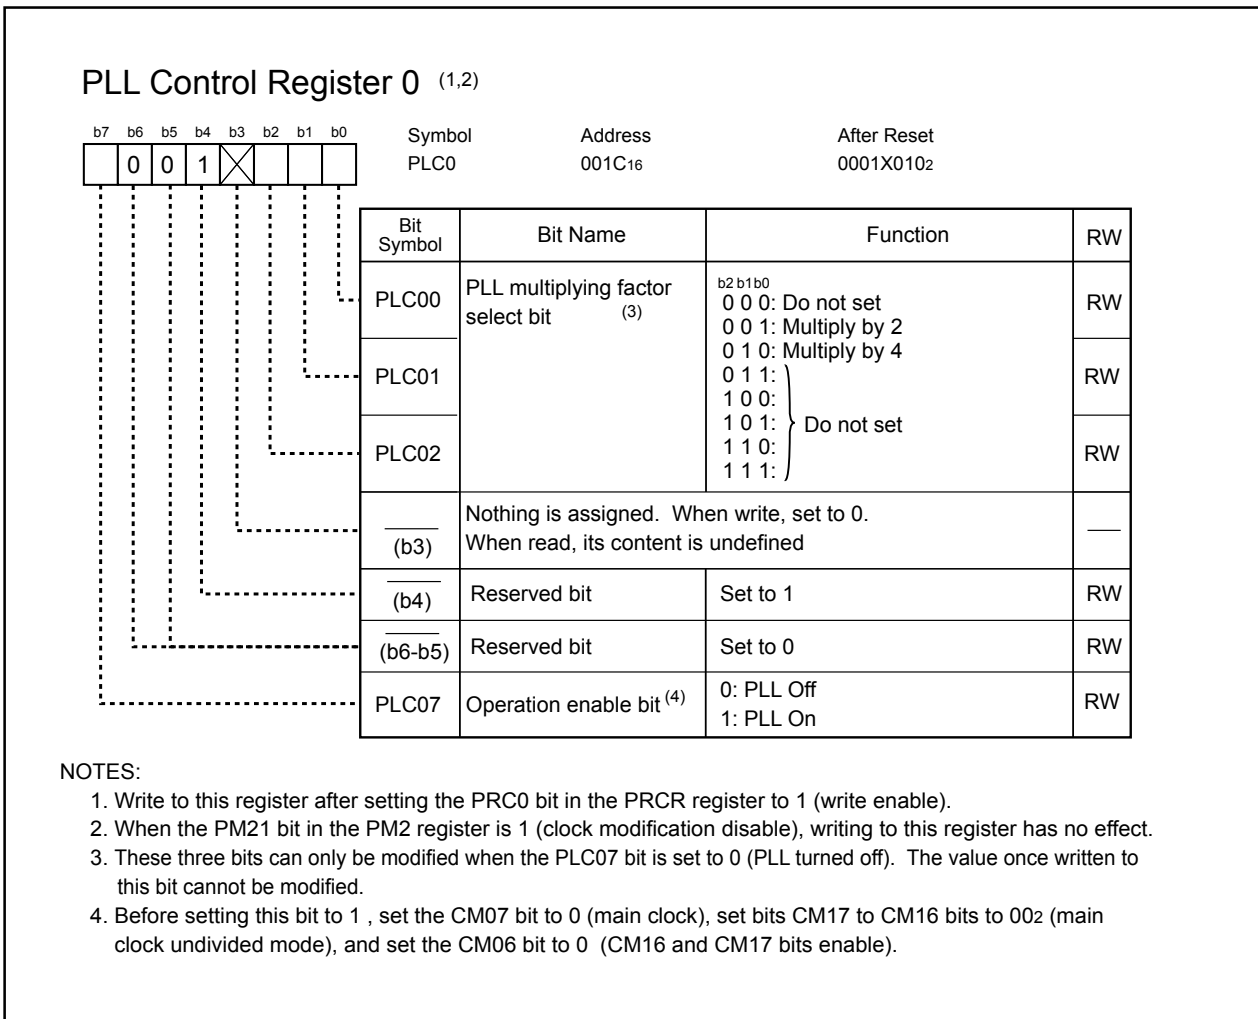 PLL Control Register 0 (1,2)
b7 b6 b5 b4 b3 b2 b1 b0
0 0 1
Symbol Address After Reset
PLC0 001C16 0001X0102
Bit Symbol Bit Name Function RW
PLC00 PLL multiplying factor select bit (3) RW
b2 b1 b0
0 0 0: Do not set
0 0 1: Multiply by 2
0 1 0: Multiply by 4
PLC01 RW
0 1 1:
1 0 0:
1 0 1: Do not set
1 1 0:
1 1 1:
PLC02 RW
(b3) Nothing is assigned. When write, set to 0.
When read, its content is undefined
(b4) Reserved bit Set to 1 RW
(b6-b5) Reserved bit Set to 0 RW
PLC07 Operation enable bit (4) 0: PLL Off RW
1: PLL On
NOTES:
1. Write to this register after setting the PRC0 bit in the PRCR register to 1 (write enable).
2. When the PM21 bit in the PM2 register is 1 (clock modification disable), writing to this register has no effect.
3. These three bits can only be modified when the PLC07 bit is set to 0 (PLL turned off). The value once written to
this bit cannot be modified.
4. Before setting this bit to 1 , set the CM07 bit to 0 (main clock), set bits CM17 to CM16 bits to 002 (main
clock undivided mode), and set the CM06 bit to 0 (CM16 and CM17 bits enable).